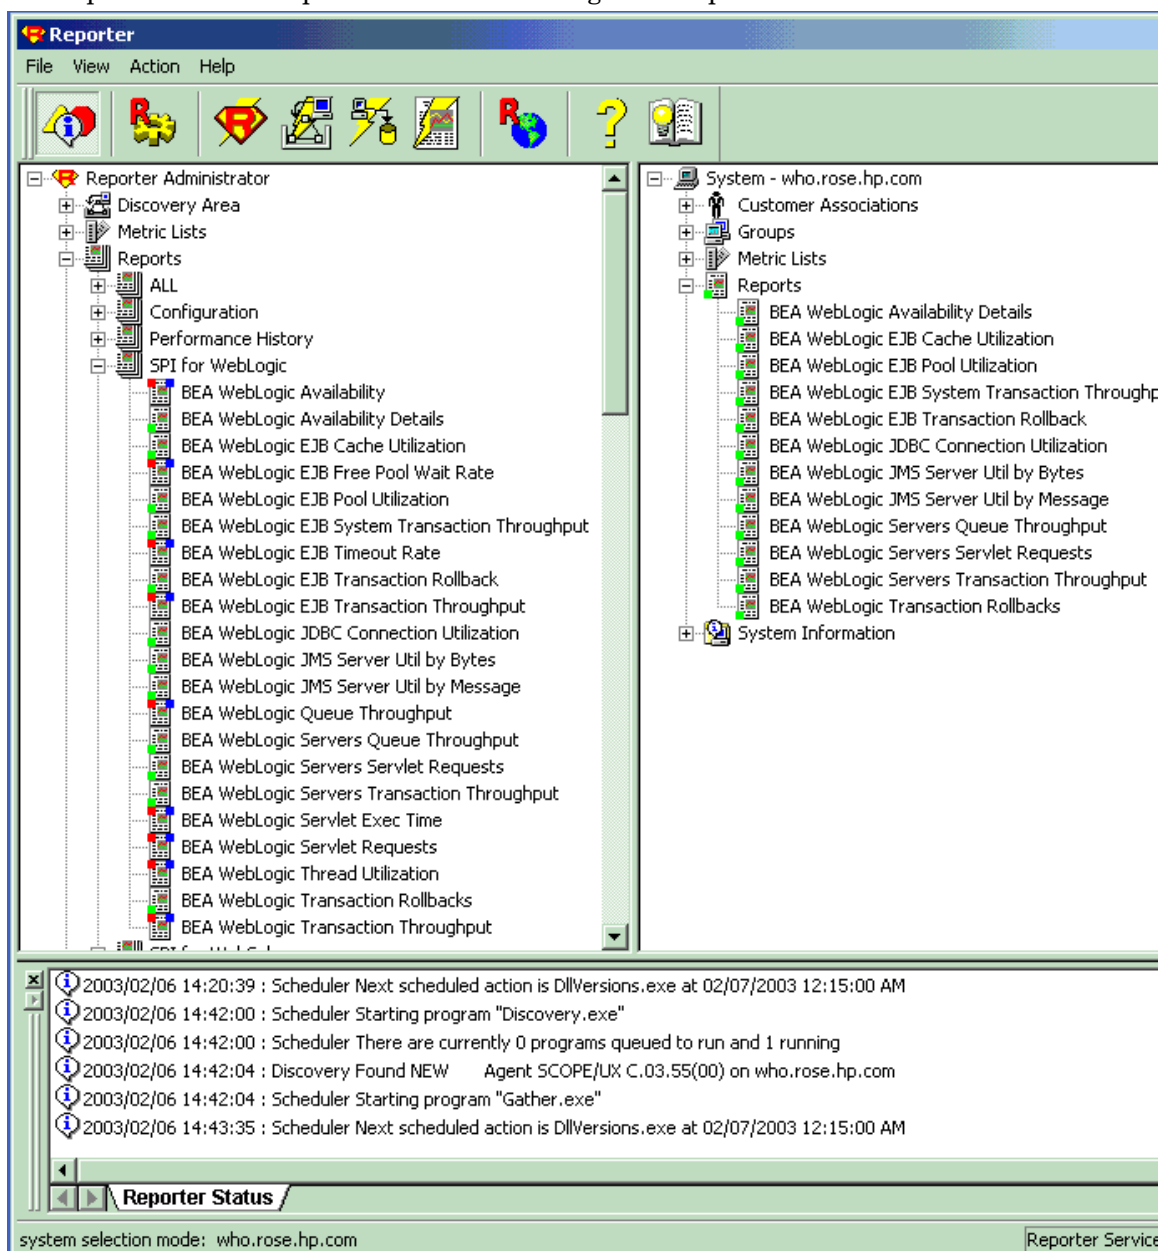 Reporter
File View Action Help
Reporter Administrator
Discovery Area
Metric Lists
Reports
ALL
Configuration
Performance History
SPI for WebLogic
BEA WebLogic Availability
BEA WebLogic Availability Details
BEA WebLogic EJB Cache Utilization
BEA WebLogic EJB Free Pool Wait Rate
BEA WebLogic EJB Pool Utilization
BEA WebLogic EJB System Transaction Throughput
BEA WebLogic EJB Timeout Rate
BEA WebLogic EJB Transaction Rollback
BEA WebLogic EJB Transaction Throughput
BEA WebLogic JDBC Connection Utilization
BEA WebLogic JMS Server Util by Bytes
BEA WebLogic JMS Server Util by Message
BEA WebLogic Queue Throughput
BEA WebLogic Servers Queue Throughput
BEA WebLogic Servers Servlet Requests
BEA WebLogic Servers Transaction Throughput
BEA WebLogic Servlet Exec Time
BEA WebLogic Servlet Requests
BEA WebLogic Thread Utilization
BEA WebLogic Transaction Rollbacks
BEA WebLogic Transaction Throughput
System - who.rose.hp.com
Customer Associations
Groups
Metric Lists
Reports
BEA WebLogic Availability Details
BEA WebLogic EJB Cache Utilization
BEA WebLogic EJB Pool Utilization
BEA WebLogic EJB System Transaction Throughp
BEA WebLogic EJB Transaction Rollback
BEA WebLogic JDBC Connection Utilization
BEA WebLogic JMS Server Util by Bytes
BEA WebLogic JMS Server Util by Message
BEA WebLogic Servers Queue Throughput
BEA WebLogic Servers Servlet Requests
BEA WebLogic Servers Transaction Throughput
BEA WebLogic Transaction Rollbacks
System Information
2003/02/06 14:20:39 : Scheduler Next scheduled action is DllVersions.exe at 02/07/2003 12:15:00 AM
2003/02/06 14:42:00 : Scheduler Starting program "Discovery.exe"
2003/02/06 14:42:00 : Scheduler There are currently 0 programs queued to run and 1 running
2003/02/06 14:42:04 : Discovery Found NEW Agent SCOPE/UX C.03.55(00) on who.rose.hp.com
2003/02/06 14:42:04 : Scheduler Starting program "Gather.exe"
2003/02/06 14:43:35 : Scheduler Next scheduled action is DllVersions.exe at 02/07/2003 12:15:00 AM
Reporter Status
system selection mode: who.rose.hp.com
Reporter Service